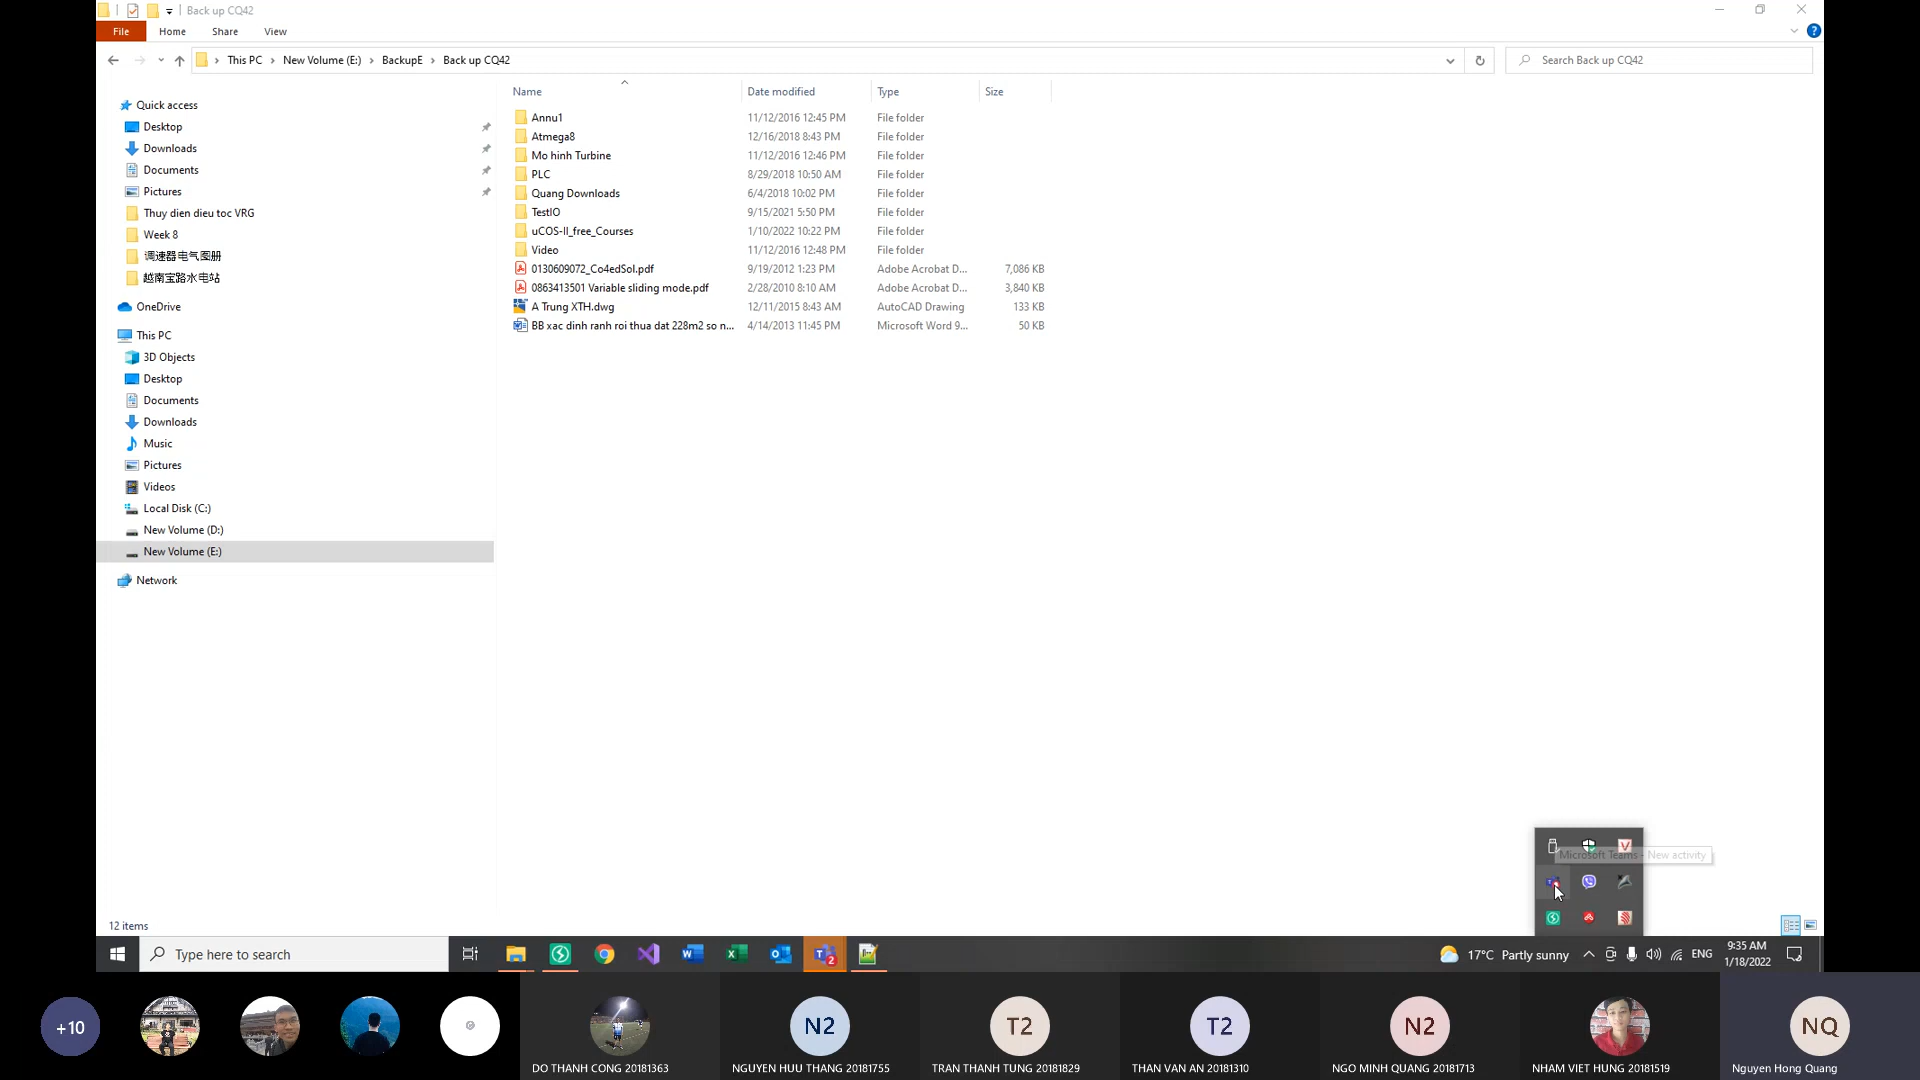 Back up CQ42
File Home Share View
This PC New Volume (E:) BackupE Back up CQ42
Search Back up CQ42
Name Date modified Type Size
Quick access
Desktop
Downloads
Documents
Pictures
Thuy dien dieu toc VRG
Week 8
调速器电气图册
越南宝路水电站
OneDrive
This PC
3D Objects
Desktop
Documents
Downloads
Music
Pictures
Videos
Local Disk (C:)
New Volume (D:)
New Volume (E:)
Network
Annu1 11/12/2016 12:45 PM File folder
Atmega8 12/16/2018 8:43 PM File folder
Mo hinh Turbine 11/12/2016 12:46 PM File folder
PLC 8/29/2018 10:50 AM File folder
Quang Downloads 6/4/2018 10:02 PM File folder
TestIO 9/15/2021 5:50 PM File folder
uCOS-II_free_Courses 1/10/2022 10:22 PM File folder
Video 11/12/2016 12:48 PM File folder
0130609072_Co4edSol.pdf 9/19/2012 1:23 PM Adobe Acrobat D... 7,086 KB
0863413501 Variable sliding mode.pdf 2/28/2010 8:10 AM Adobe Acrobat D... 3,840 KB
A Trung XTH.dwg 12/11/2015 8:43 AM AutoCAD Drawing 133 KB
BB xac dinh ranh roi thua dat 228m2 so n... 4/14/2013 11:45 PM Microsoft Word 9... 50 KB
Microsoft Teams - New activity
12 items
Type here to search
2
17°C Partly sunny
ENG
9:35 AM
1/18/2022
+10
N2
T2
T2
N2
NQ
DO THANH CONG 20181363
NGUYEN HUU THANG 20181755
TRAN THANH TUNG 20181829
THAN VAN AN 20181310
NGO MINH QUANG 20181713
NHAM VIET HUNG 20181519
Nguyen Hong Quang